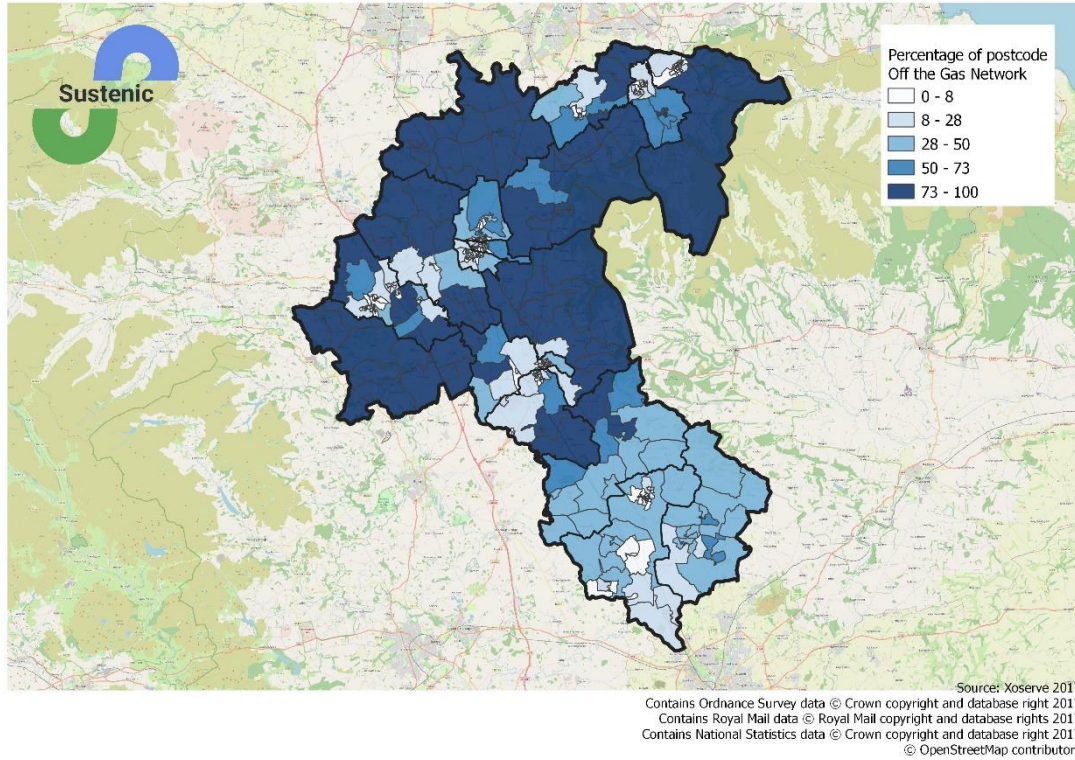 Sustenic
Percentage of postcode
Off the Gas Network
0 - 8
8 - 28
28 - 50
50 - 73
73 - 100
Source: Xoserve 201
Contains Ordnance Survey data © Crown copyright and database right 201
Contains Royal Mail data © Royal Mail copyright and database rights 201
Contains National Statistics data © Crown copyright and database right 201
© OpenStreetMap contributor